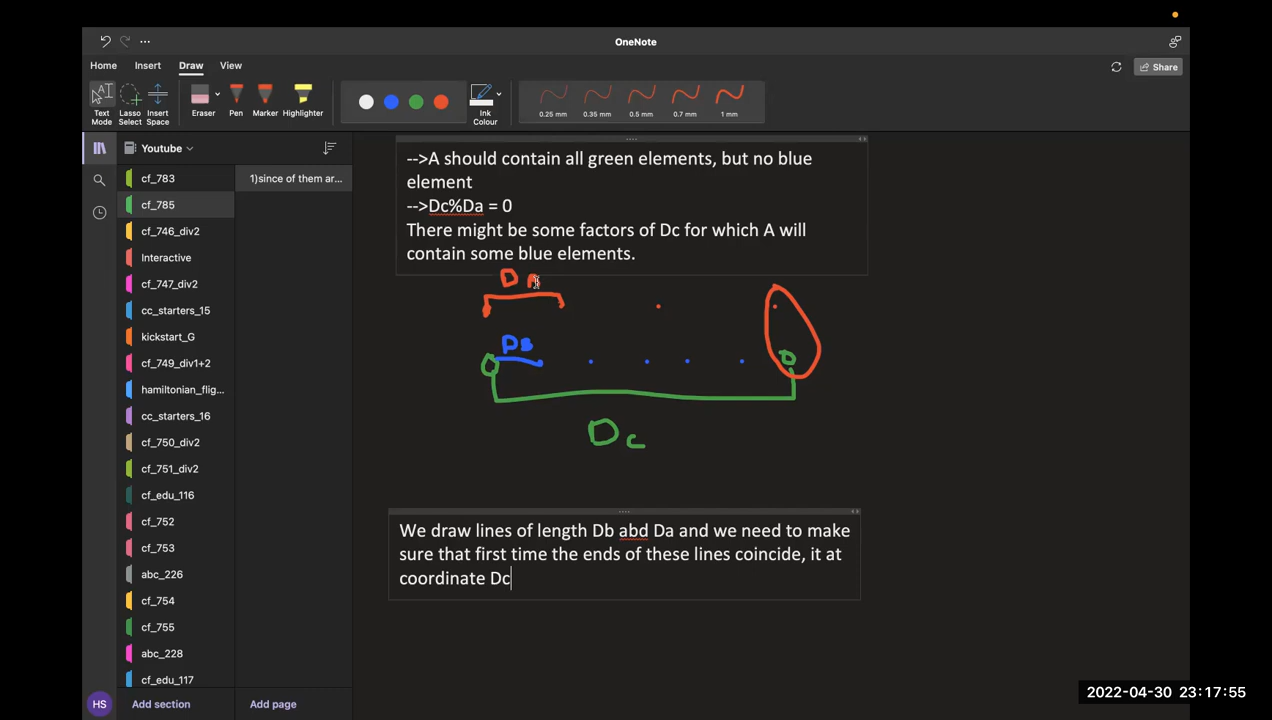 OneNote
Home
Insert
Draw
View
Share
Text Mode
Lasso Select
Insert Space
Eraser
Pen
Marker
Highlighter
Ink Colour
0.25 mm
0.35 mm
0.5 mm
0.7 mm
1 mm
Youtube
cf_783
cf_785
cf_746_div2
Interactive
cf_747_div2
cc_starters_15
kickstart_G
cf_749_div1+2
hamiltonian_flig...
cc_starters_16
cf_750_div2
cf_751_div2
cf_edu_116
cf_752
cf_753
abc_226
cf_754
cf_755
abc_228
cf_edu_117
HS
Add section
1)since of them ar...
Add page
-->A should contain all green elements, but no blue
element
-->Dc%Da = 0
There might be some factors of Dc for which A will
contain some blue elements.
D
DB
Dc
We draw lines of length Db abd Da and we need to make
sure that first time the ends of these lines coincide, it at
coordinate Dc
2022-04-30 23:17:55